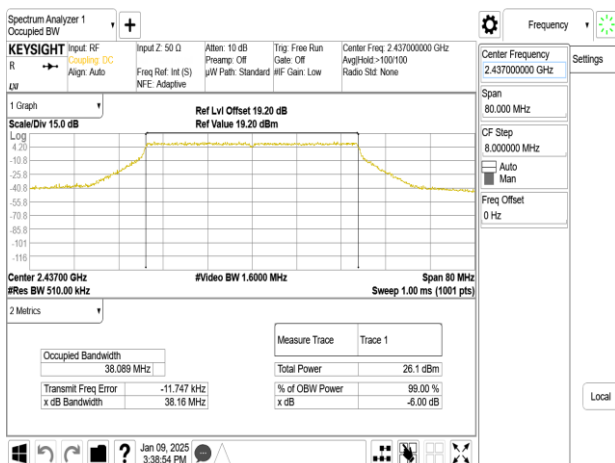 Spectrum Analyzer 1
Occupied BW
+
Frequency
KEYSIGHT
R
LXI
Input: RF
Coupling: DC
Align: Auto
Input Z: 50 Ω
Freq Ref: Int (S)
NFE: Adaptive
Atten: 10 dB
Preamp: Off
µW Path: Standard
Trig: Free Run
Gate: Off
#IF Gain: Low
Center Freq: 2.437000000 GHz
Avg|Hold:>100/100
Radio Std: None
Center Frequency
2.437000000 GHz
Settings
Span
80.000 MHz
CF Step
8.000000 MHz
Auto
Man
Freq Offset
0 Hz
Local
1 Graph
Scale/Div 15.0 dB
Ref Lvl Offset 19.20 dB
Ref Value 19.20 dBm
Log
4.20
-10.8
-25.8
-40.8
-55.8
-70.8
-85.8
-101
-116
Center 2.43700 GHz
#Res BW 510.00 kHz
#Video BW 1.6000 MHz
Span 80 MHz
Sweep 1.00 ms (1001 pts)
2 Metrics
Occupied Bandwidth
38.089 MHz
Transmit Freq Error -11.747 kHz
x dB Bandwidth 38.16 MHz
Measure Trace Trace 1
Total Power 26.1 dBm
% of OBW Power 99.00 %
x dB -6.00 dB
?
Jan 09, 2025
3:38:54 PM